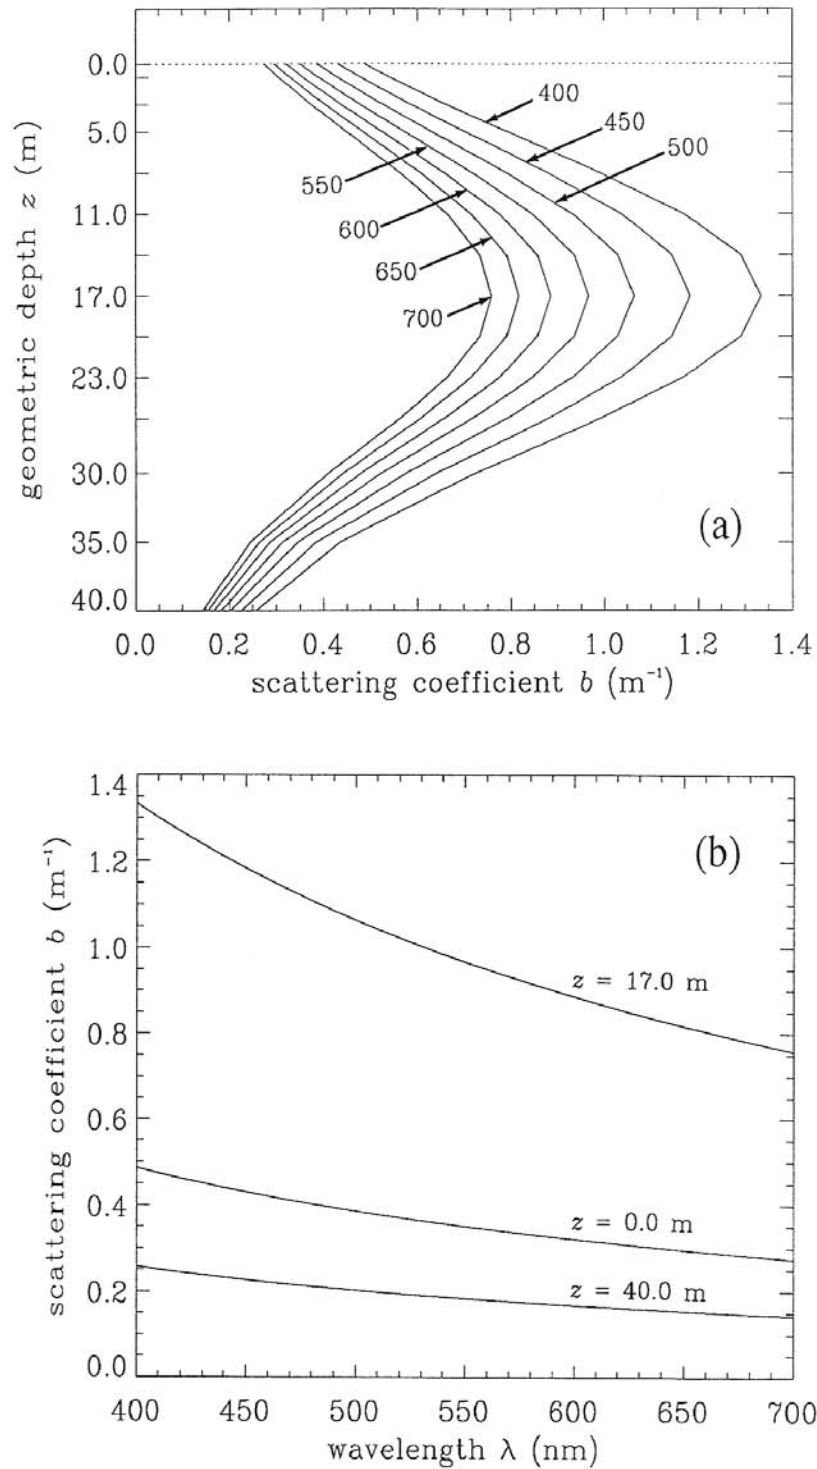 0.0
400
450
5.0
500
550
600
11.0
650
700
17.0
23.0
30.0
(a)
35.0
40.0
geometric depth z (m)
0.0 0.2 0.4 0.6 0.8 1.0 1.2 1.4
scattering coefficient b (m⁻¹)
1.4
(b)
1.2
1.0
z = 17.0 m
0.8
0.6
0.4
z = 0.0 m
0.2
z = 40.0 m
0.0
scattering coefficient b (m⁻¹)
400 450 500 550 600 650 700
wavelength λ (nm)